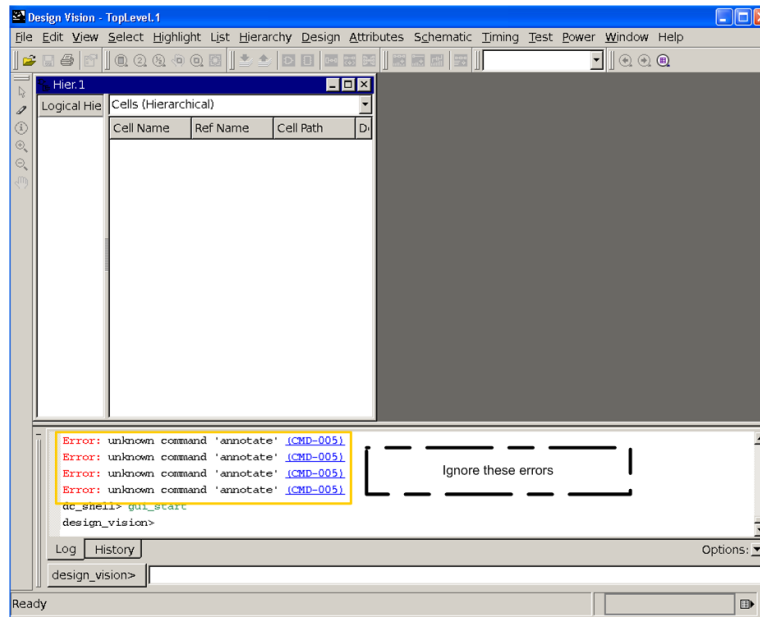 Design Vision - TopLevel.1
File Edit View Select Highlight List Hierarchy Design Attributes Schematic Timing Test Power Window Help
Hier.1
Logical Hie
Cells (Hierarchical)
Cell Name Ref Name Cell Path
Error: unknown command 'annotate' (CMD-005)
Error: unknown command 'annotate' (CMD-005)
Error: unknown command 'annotate' (CMD-005)
Error: unknown command 'annotate' (CMD-005)
Ignore these errors
dc_shell> gui_start
design_vision>
Log History
Options:
design_vision>
Ready